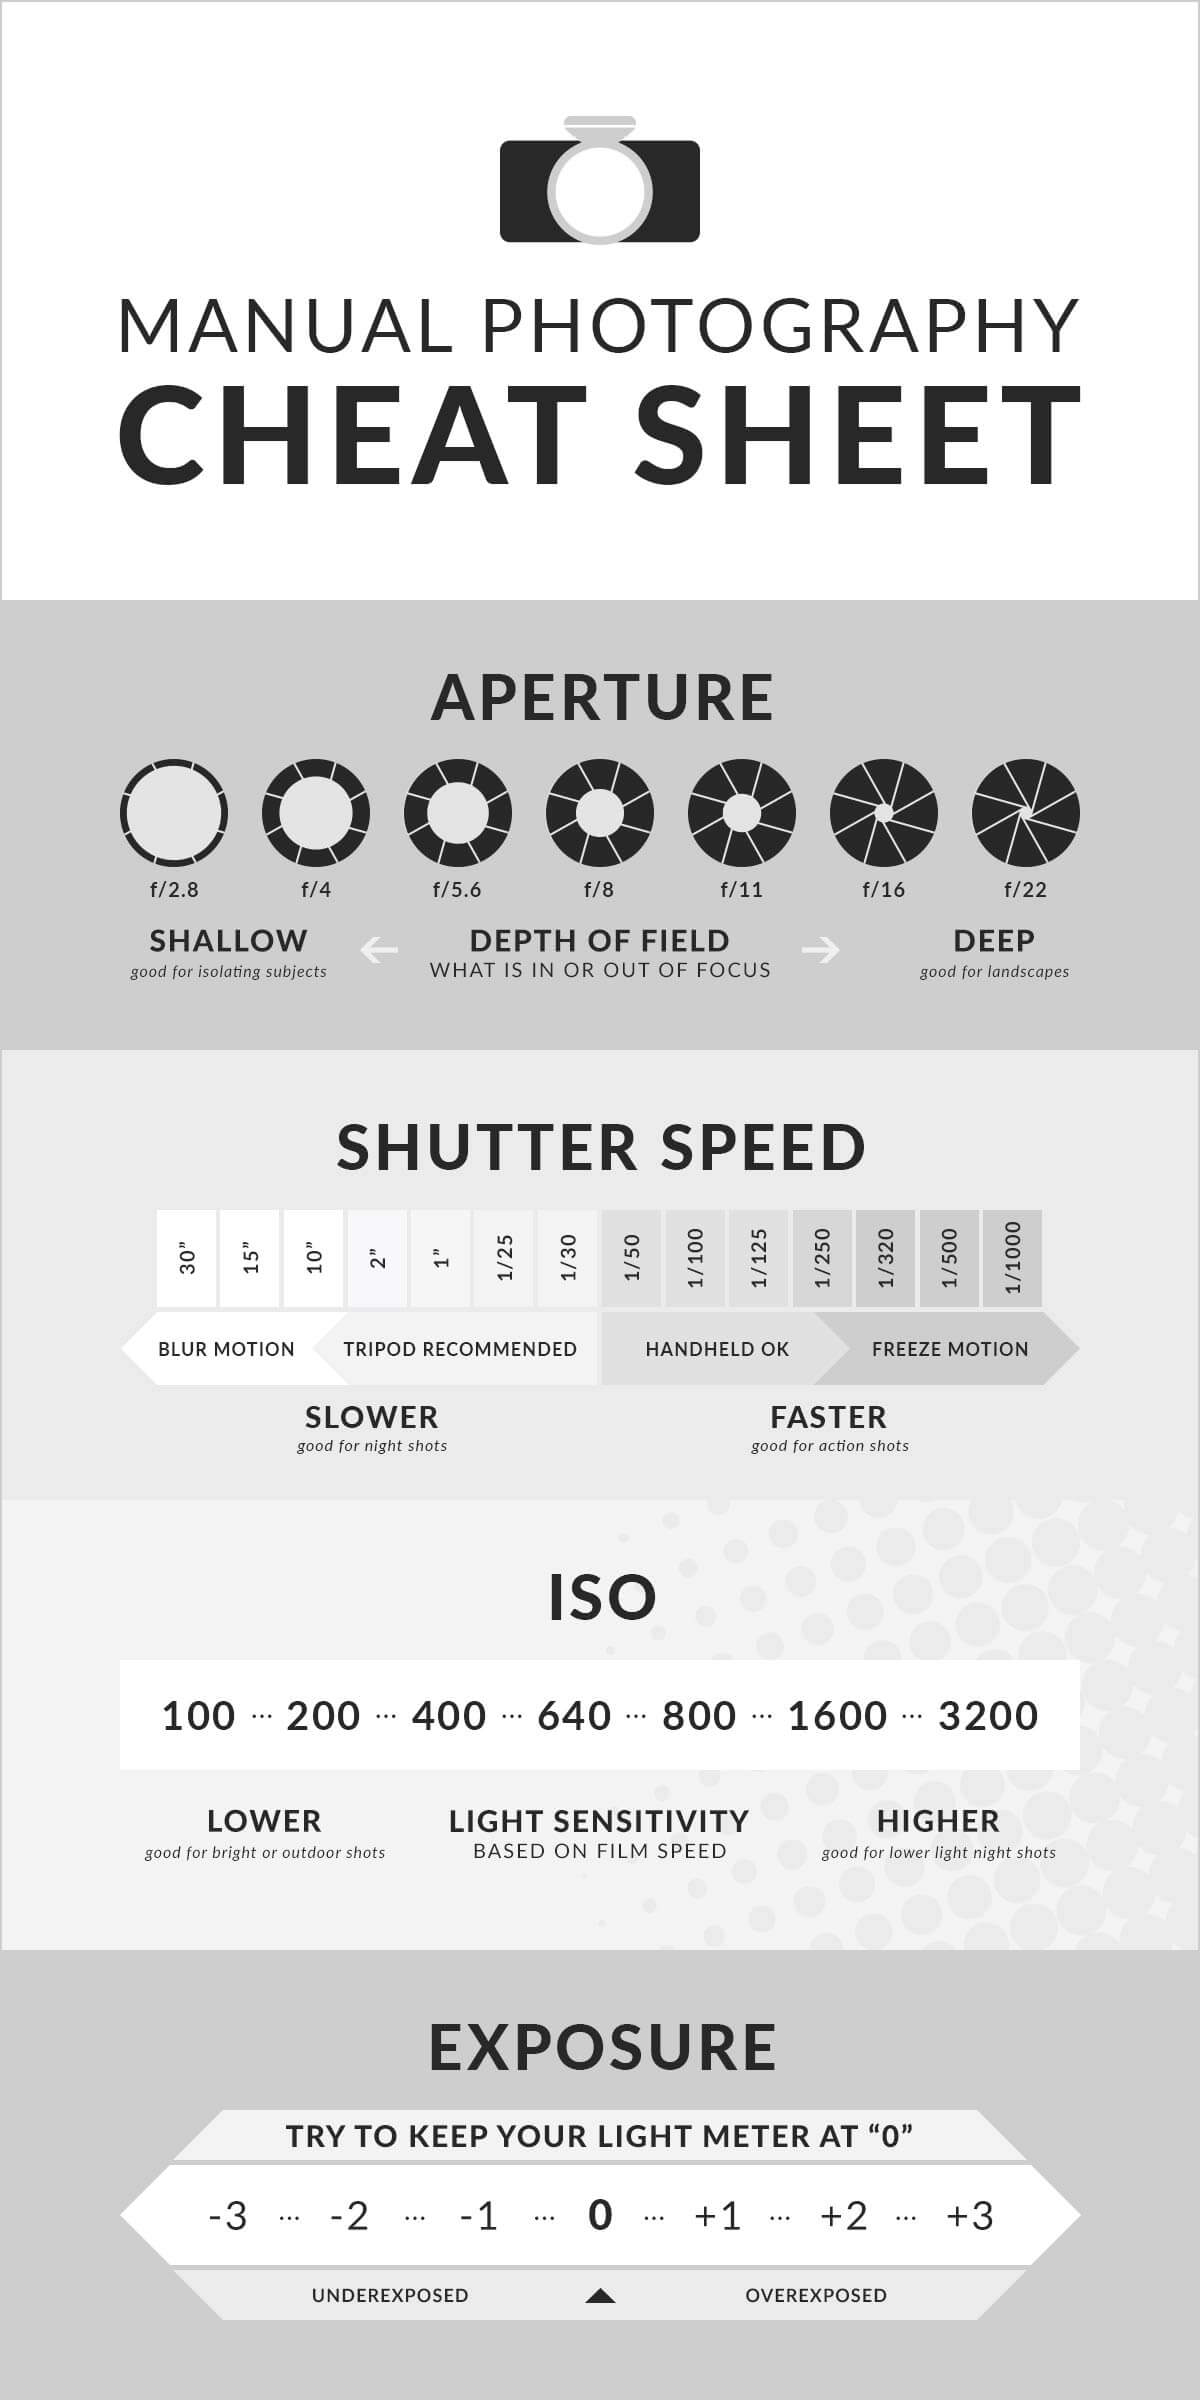 MANUAL PHOTOGRAPHY
CHEAT SHEET
APERTURE
f/2.8 f/4 f/5.6 f/8 f/11 f/16 f/22
SHALLOW DEPTH OF FIELD DEEP
good for isolating subjects WHAT IS IN OR OUT OF FOCUS good for landscapes
SHUTTER SPEED
30” 15” 10” 2” 1” 1/25 1/30 1/50 1/100 1/125 1/250 1/320 1/500 1/1000
BLUR MOTION TRIPOD RECOMMENDED HANDHELD OK FREEZE MOTION
SLOWER FASTER
good for night shots good for action shots
ISO
100 ... 200 ... 400 ... 640 ... 800 ... 1600 ... 3200
LOWER LIGHT SENSITIVITY HIGHER
good for bright or outdoor shots BASED ON FILM SPEED good for lower light night shots
EXPOSURE
TRY TO KEEP YOUR LIGHT METER AT “0”
-3 ... -2 ... -1 ... 0 ... +1 ... +2 ... +3
UNDEREXPOSED OVEREXPOSED